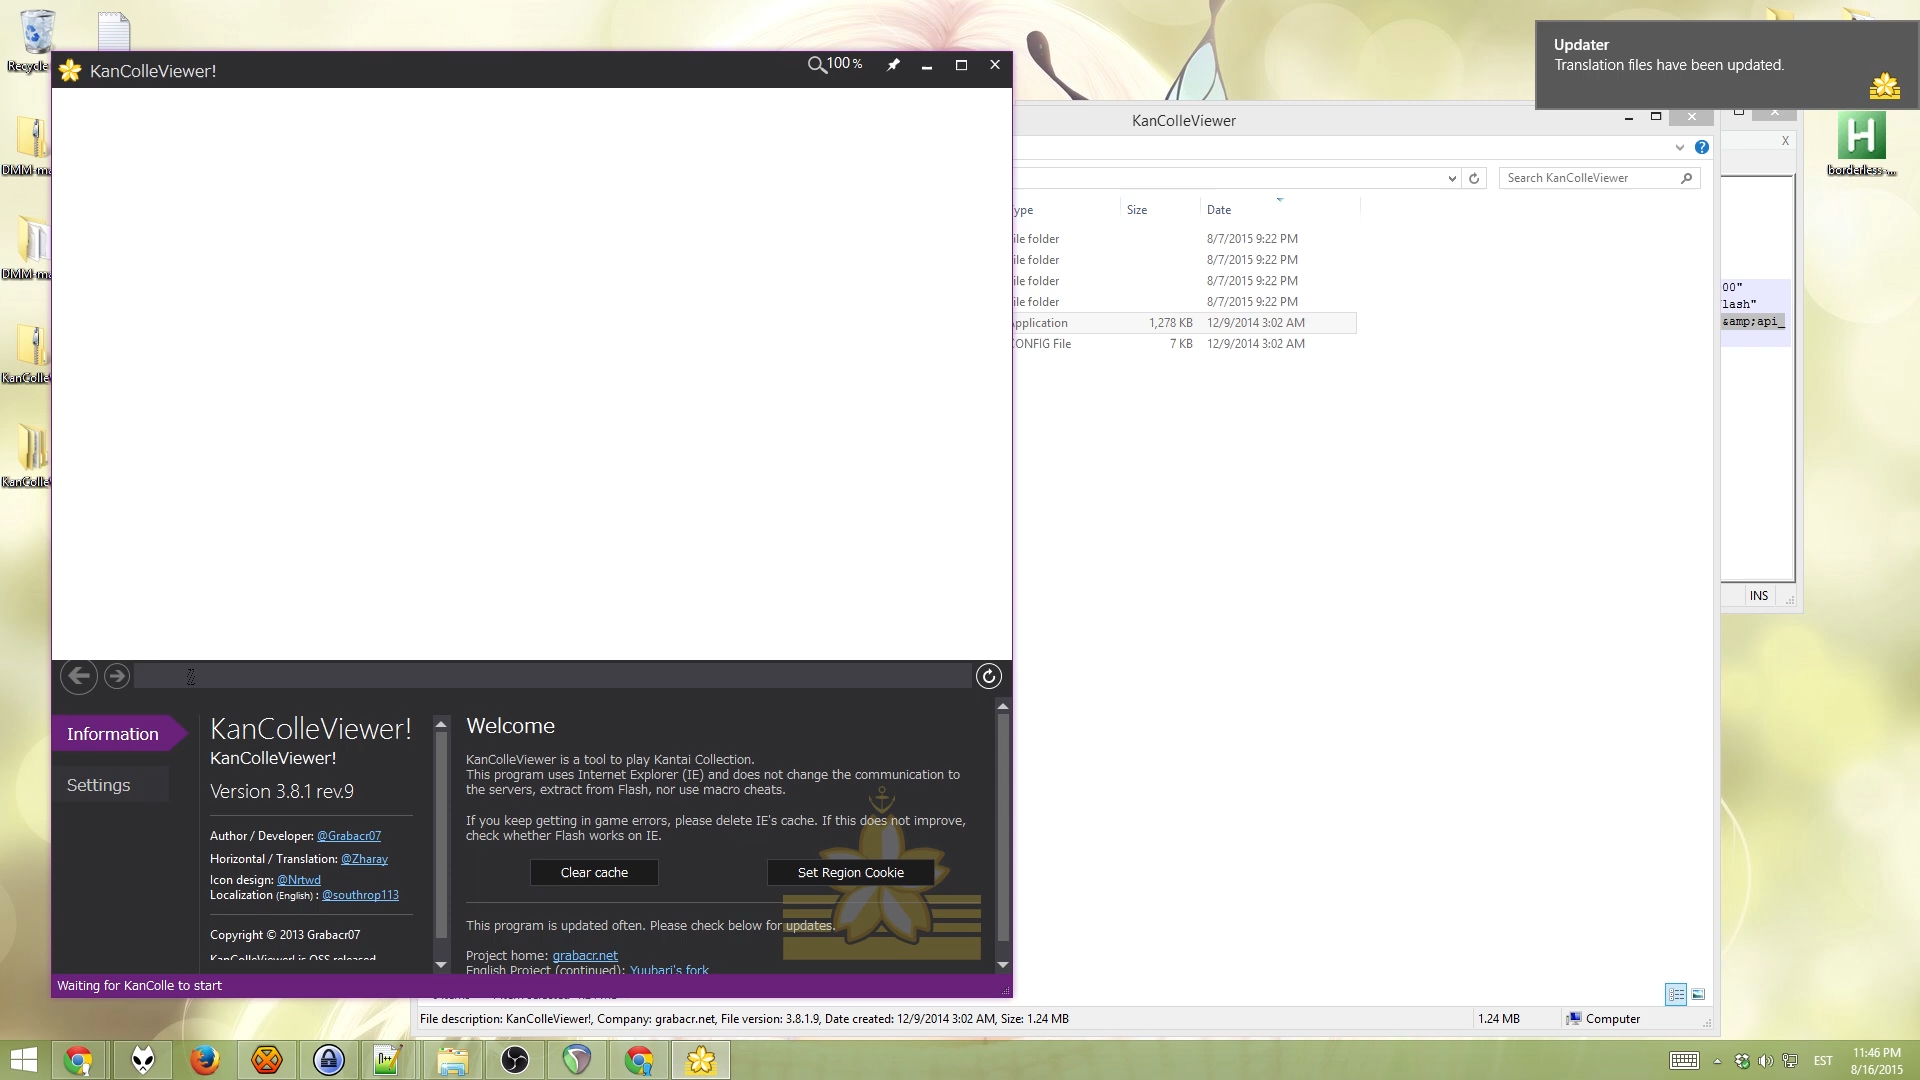 Recycle
DMM-ma
DMM-ma
KanColleV
KanColleV
KanColleViewer!
100 %
Updater
Translation files have been updated.
KanColleViewer
Search KanColleViewer
borderless-...
ype Size Date
ile folder 8/7/2015 9:22 PM
ile folder 8/7/2015 9:22 PM
ile folder 8/7/2015 9:22 PM
ile folder 8/7/2015 9:22 PM
pplication 1,278 KB 12/9/2014 3:02 AM
ONFIG File 7 KB 12/9/2014 3:02 AM
X
00"
lash"
&amp;api_
INS
Information
Settings
KanColleViewer!
KanColleViewer!
Version 3.8.1 rev.9
Author / Developer: @Grabacr07
Horizontal / Translation: @Zharay
Icon design: @Nrtwd
Localization (English) : @southrop113
Copyright © 2013 Grabacr07
KanColleViewer! is OSS released
Welcome
KanColleViewer is a tool to play Kantai Collection.
This program uses Internet Explorer (IE) and does not change the communication to
the servers, extract from Flash, nor use macro cheats.
If you keep getting in game errors, please delete IE's cache. If this does not improve,
check whether Flash works on IE.
Clear cache
Set Region Cookie
This program is updated often. Please check below for updates.
Project home: grabacr.net
English Project (continued): Yuubari's fork
Waiting for KanColle to start
File description: KanColleViewer!, Company: grabacr.net, File version: 3.8.1.9, Date created: 12/9/2014 3:02 AM, Size: 1.24 MB
1.24 MB
Computer
EST
11:46 PM
8/16/2015